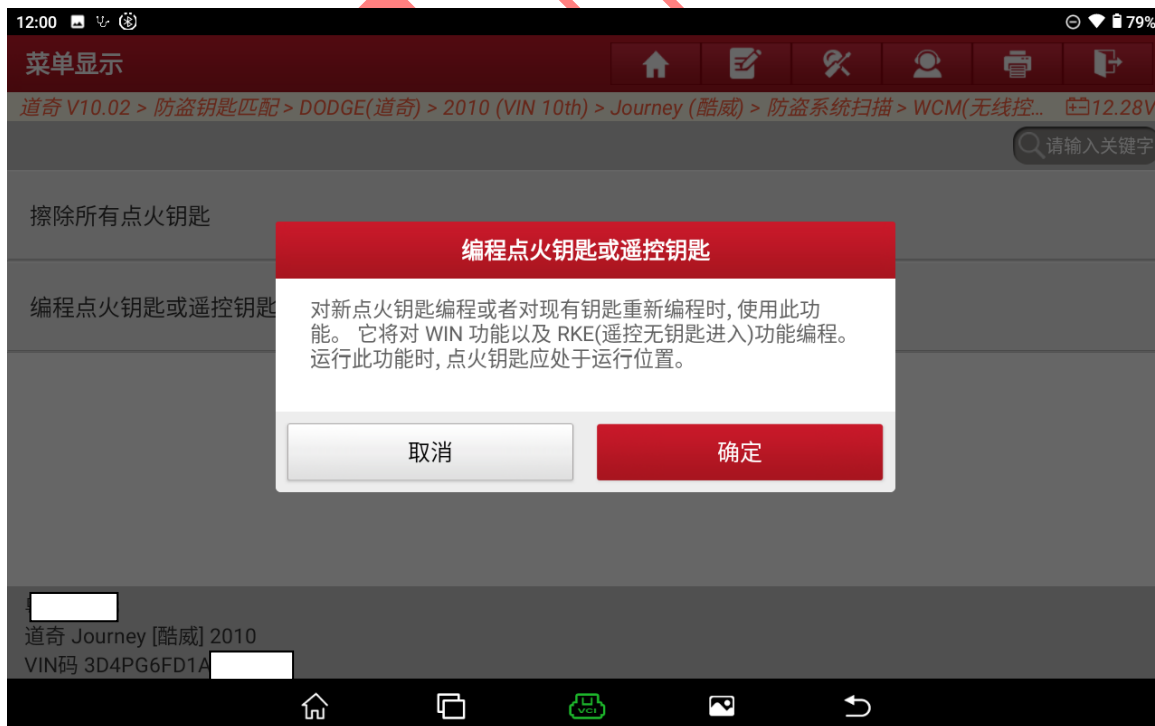 12:00
79%
菜单显示
道奇 V10.02 > 防盗钥匙匹配 > DODGE(道奇) > 2010 (VIN 10th) > Journey (酷威) > 防盗系统扫描 > WCM(无线控...
12.28V
请输入关键字
擦除所有点火钥匙
编程点火钥匙或遥控钥匙
编程点火钥匙或遥控钥匙
对新点火钥匙编程或者对现有钥匙重新编程时, 使用此功
能。 它将对 WIN 功能以及 RKE(遥控无钥匙进入)功能编程。
运行此功能时, 点火钥匙应处于运行位置。
取消
确定
道奇 Journey [酷威] 2010
VIN码 3D4PG6FD1A
VCI